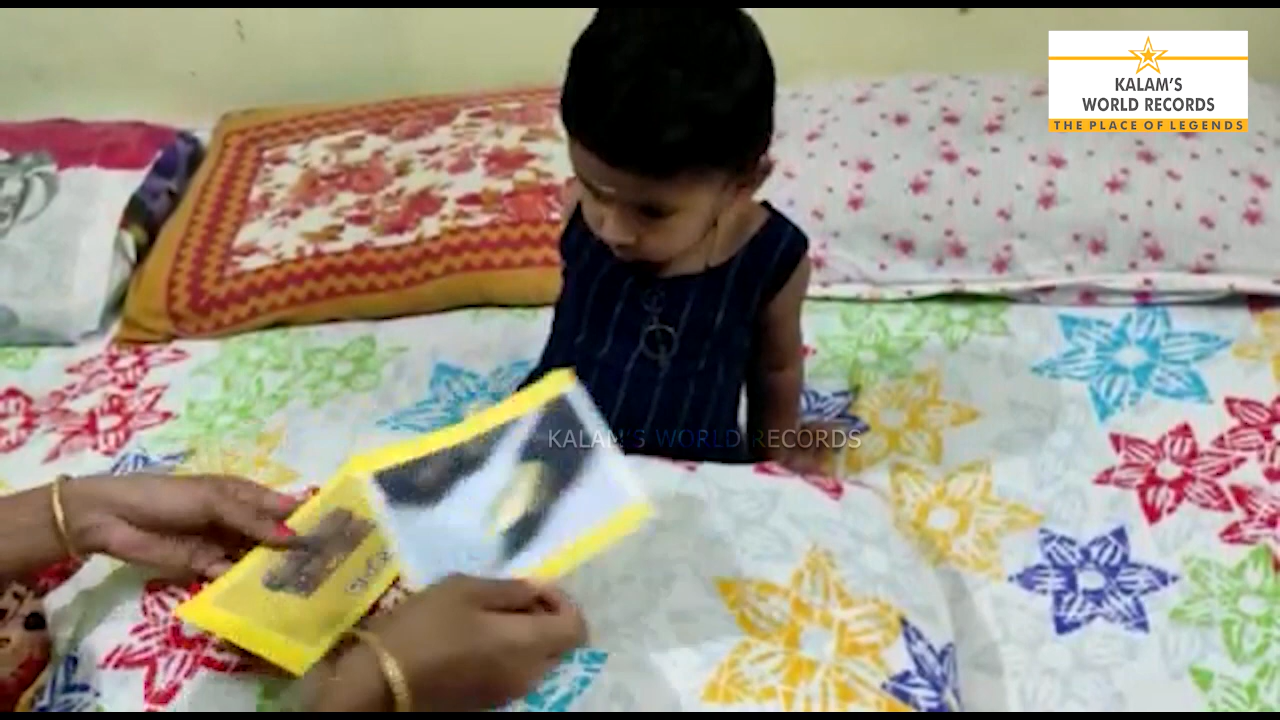 KALAM'S
WORLD RECORDS
THE PLACE OF LEGENDS
KALAM'S WORLD RECORDS